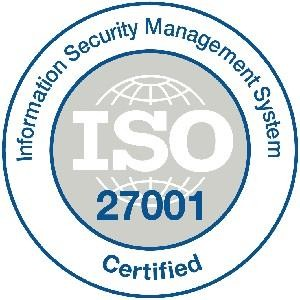 Information Security Management System
ISO
27001
Certified